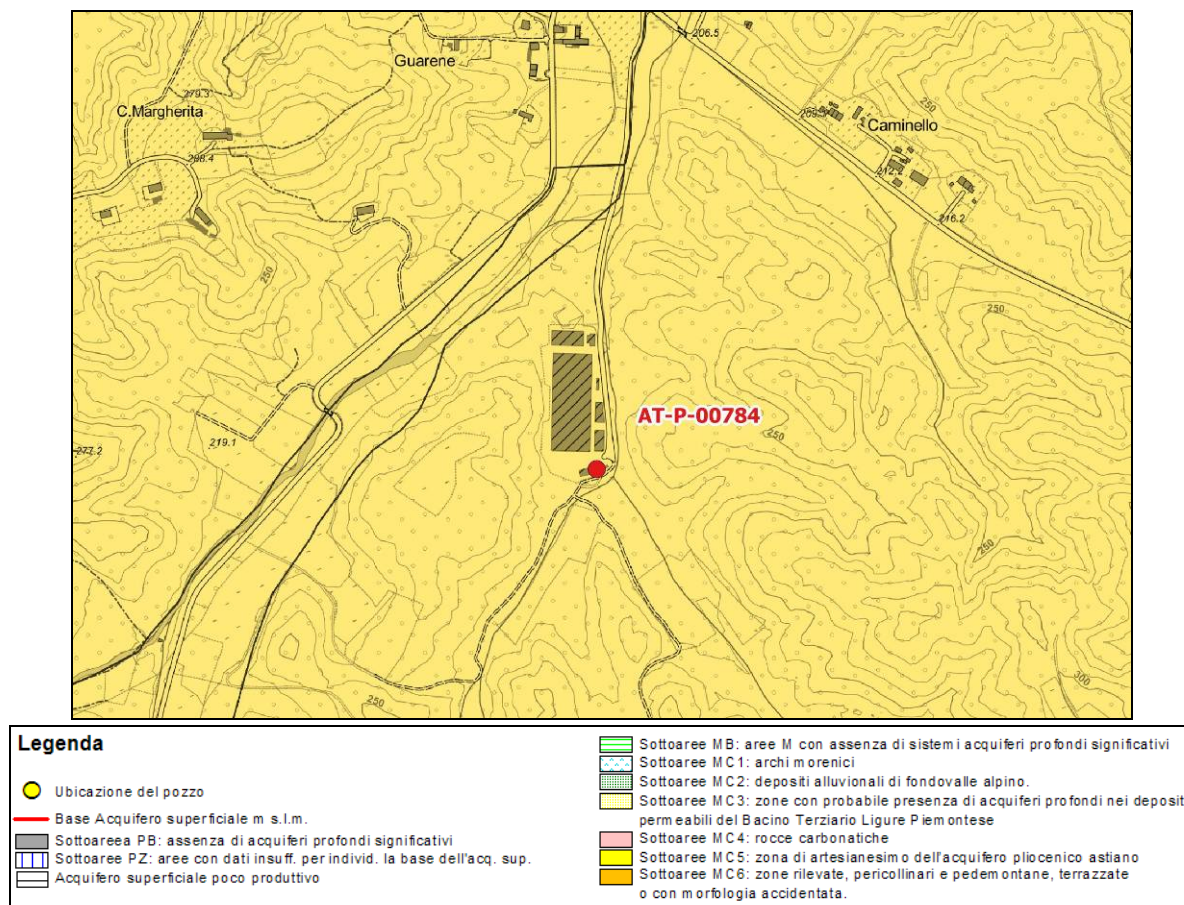 206.5
Guarene
279.3
250
C.Margherita
Caminello
212.2
216.2
250
250
AT-P-00784
250
219.1
277.2
250
250
300
Legenda
Ubicazione del pozzo
Base Acquifero superficiale m s.l.m.
Sottoareea PB: assenza di acquiferi profondi significativi
Sottoaree PZ: aree con dati insuff. per individ. la base dell'acq. sup.
Acquifero superficiale poco produttivo
Sottoaree MB: aree M con assenza di sistemi acquiferi profondi significativi
Sottoaree MC1: archi morenici
Sottoaree MC2: depositi alluvionali di fondovalle alpino.
Sottoaree MC3: zone con probabile presenza di acquiferi profondi nei deposit
permeabili del Bacino Terziario Ligure Piemontese
Sottoaree MC4: rocce carbonatiche
Sottoaree MC5: zona di artesianesimo dell'acquifero pliocenico astiano
Sottoaree MC6: zone rilevate, pericollinari e pedemontane, terrazzate
o con morfologia accidentata.